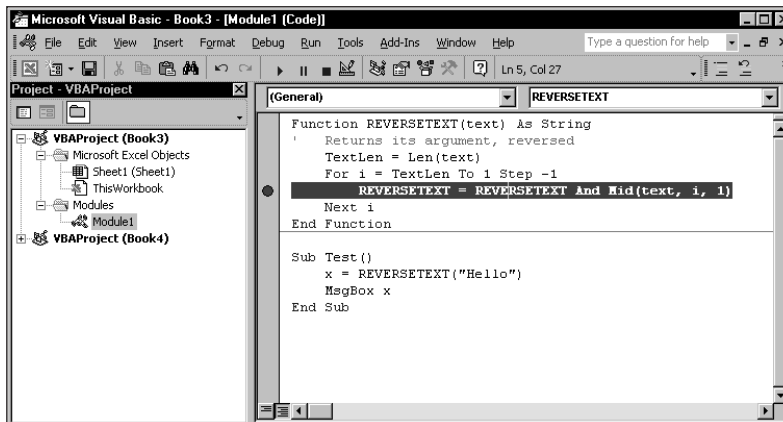 Microsoft Visual Basic - Book3 - [Module1 (Code)]
File Edit View Insert Format Debug Run Tools Add-Ins Window Help Type a question for help
Ln 5, Col 27
Project - VBAProject
(General) REVERSETEXT
VBAProject (Book3)
Microsoft Excel Objects
Sheet1 (Sheet1)
ThisWorkbook
Modules
Module1
VBAProject (Book4)
Function REVERSETEXT(text) As String
' Returns its argument, reversed
TextLen = Len(text)
For i = TextLen To 1 Step -1
REVERSETEXT = REVERSETEXT And Mid(text, i, 1)
Next i
End Function
Sub Test()
x = REVERSETEXT("Hello")
MsgBox x
End Sub